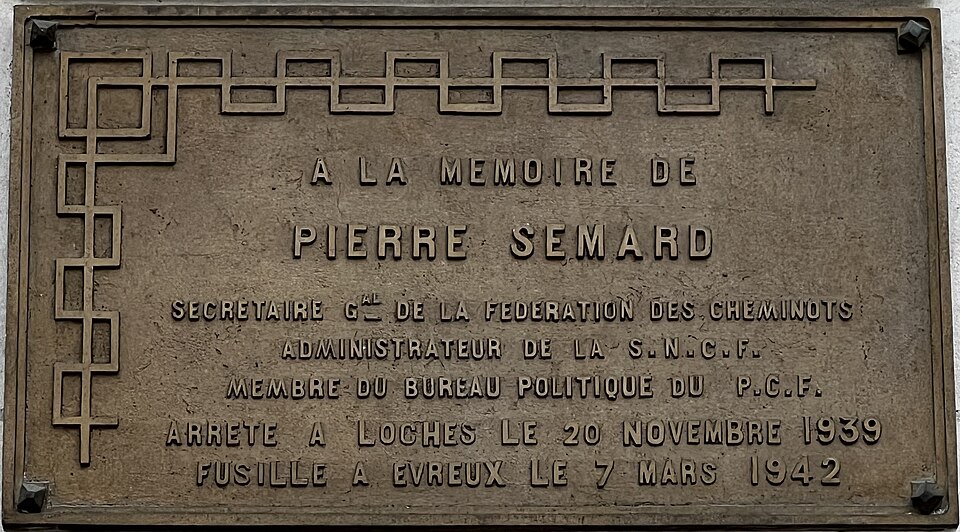 A LA MEMOIRE DE
PIERRE SEMARD
SECRETAIRE GAL DE LA FEDERATION DES CHEMINOTS
ADMINISTRATEUR DE LA S.N.C.F.
MEMBRE DU BUREAU POLITIQUE DU P.C.F.
ARRETE A LOCHES LE 20 NOVEMBRE 1939
FUSILLE A EVREUX LE 7 MARS 1942